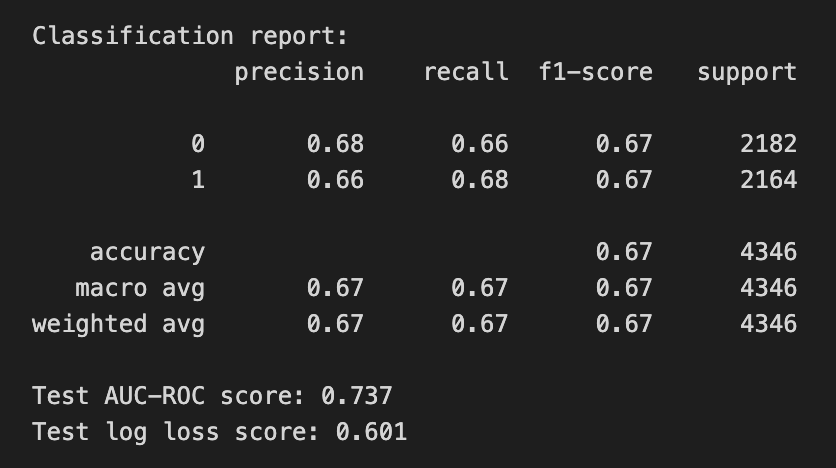 Classification report:
precision recall f1-score support
0 0.68 0.66 0.67 2182
1 0.66 0.68 0.67 2164
accuracy 0.67 4346
macro avg 0.67 0.67 0.67 4346
weighted avg 0.67 0.67 0.67 4346
Test AUC-ROC score: 0.737
Test log loss score: 0.601